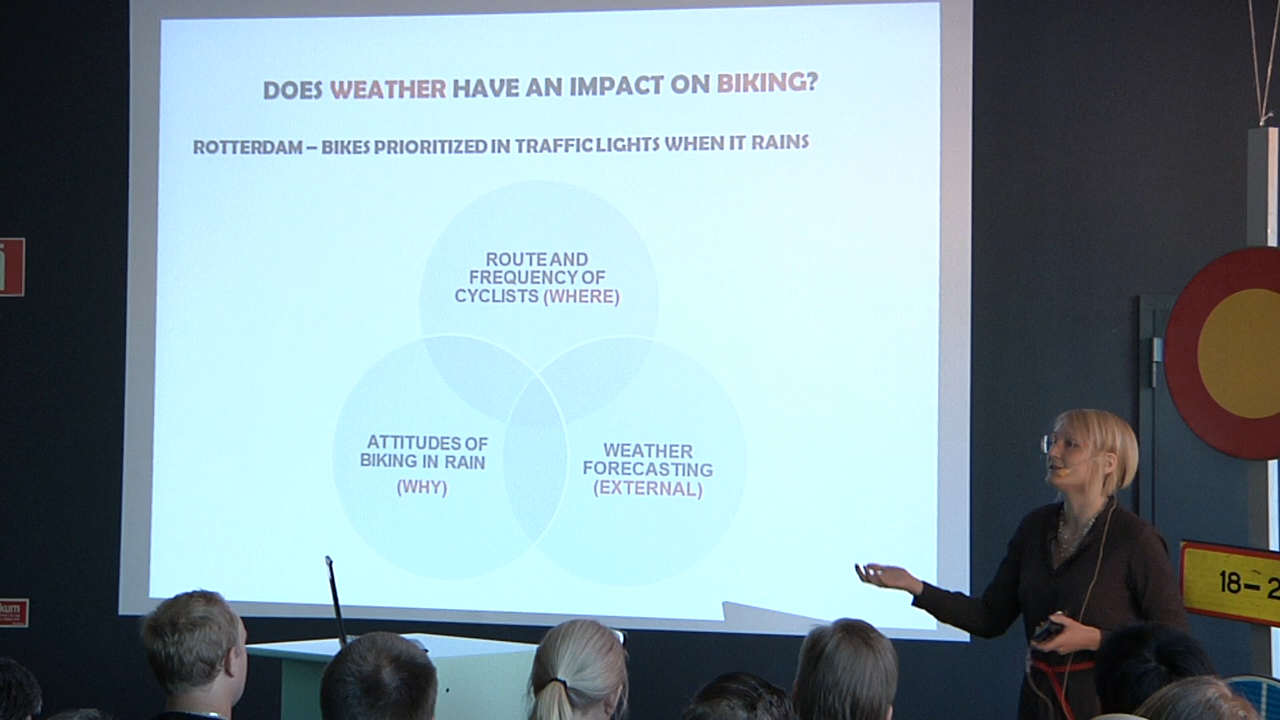 DOES WEATHER HAVE AN IMPACT ON BIKING?
ROTTERDAM – BIKES PRIORITIZED IN TRAFFIC LIGHTS WHEN IT RAINS
ROUTE AND
FREQUENCY OF
CYCLISTS (WHERE)
ATTITUDES OF
BIKING IN RAIN
(WHY)
WEATHER
FORECASTING
(EXTERNAL)
18–2
kum